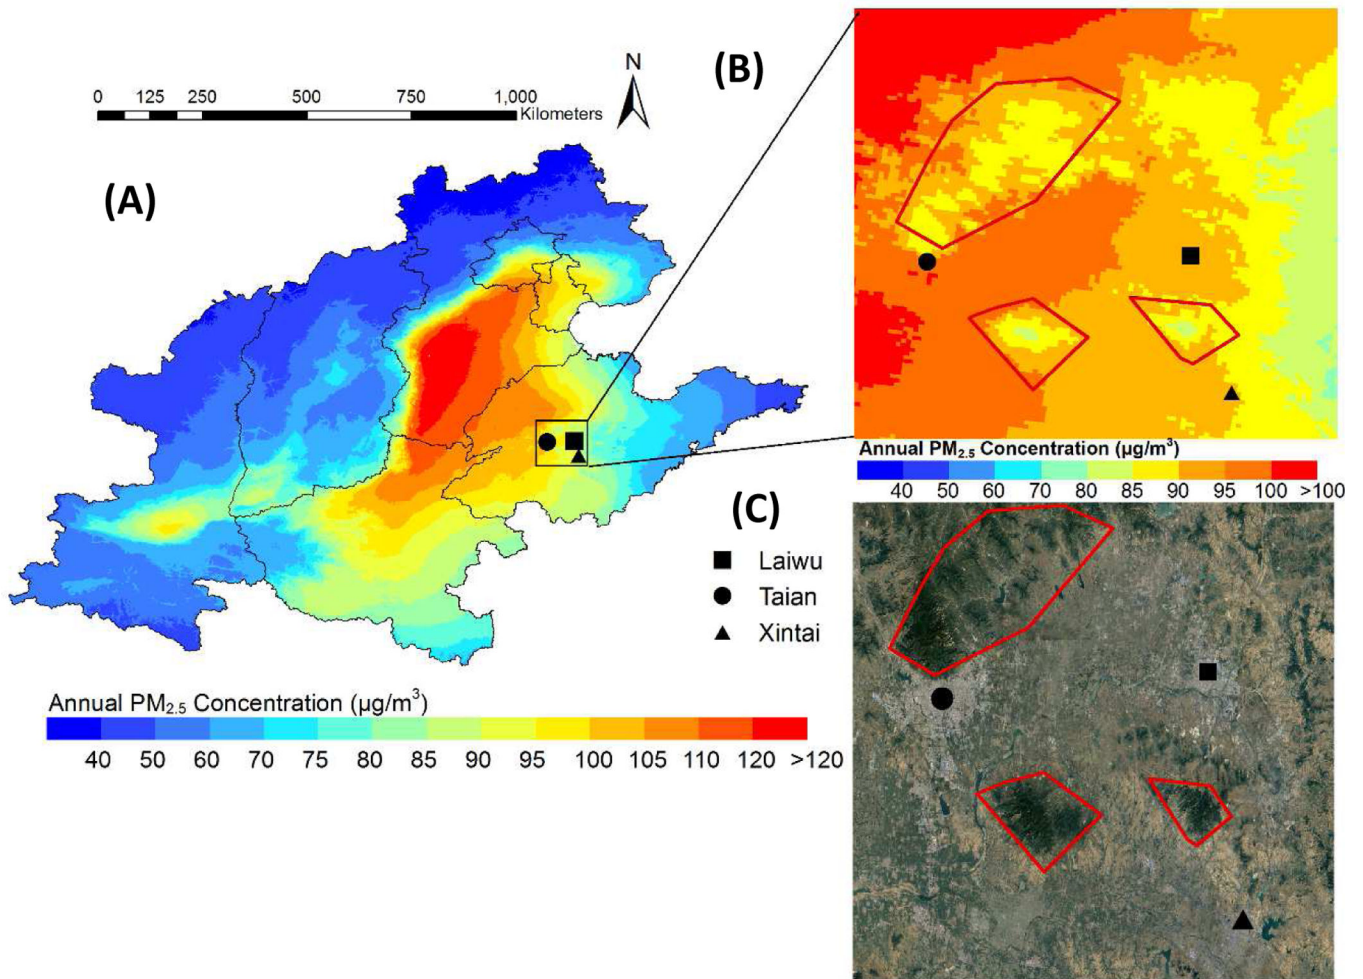 (B)
N
0 125 250 500 750 1,000
Kilometers
(A)
Annual PM2.5 Concentration (µg/m³)
40 50 60 70 80 85 90 95 100 >100
(C)
Laiwu
Taian
Xintai
Annual PM2.5 Concentration (µg/m³)
40 50 60 70 75 80 85 90 95 100 105 110 120 >120